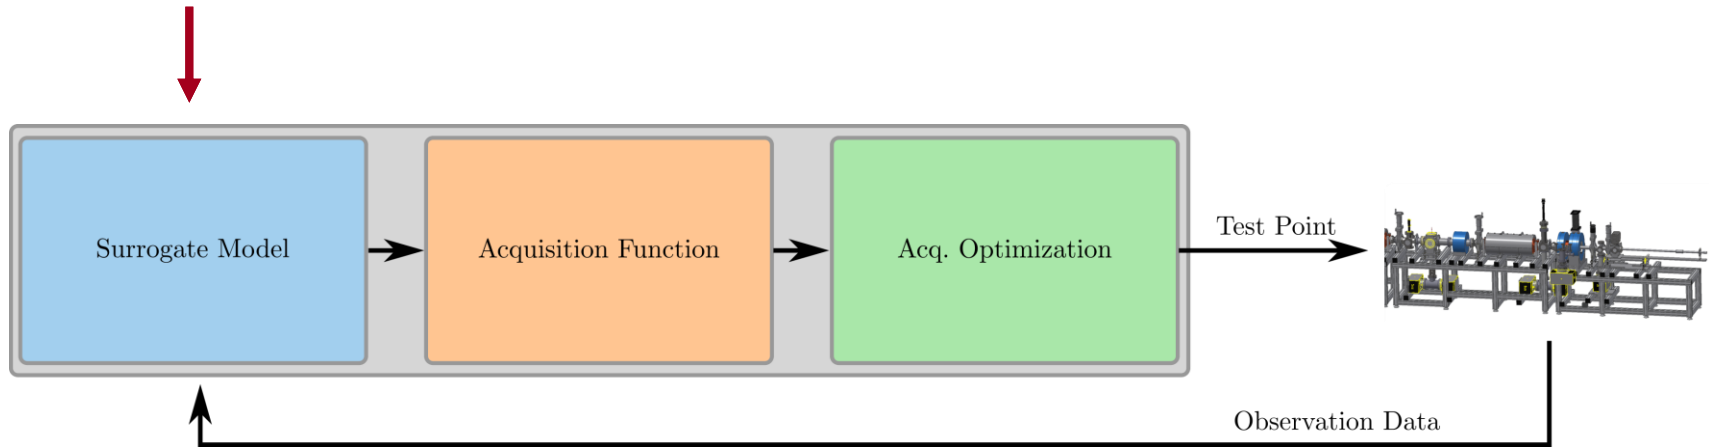 Surrogate Model
Acquisition Function
Acq. Optimization
Test Point
Observation Data